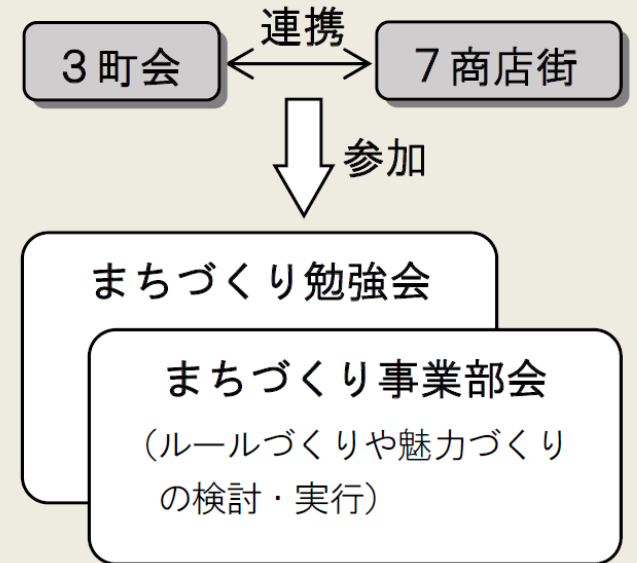 連携
3町会
7商店街
参加
まちづくり勉強会
まちづくり事業部会
（ルールづくりや魅力づくり
の検討・実行）